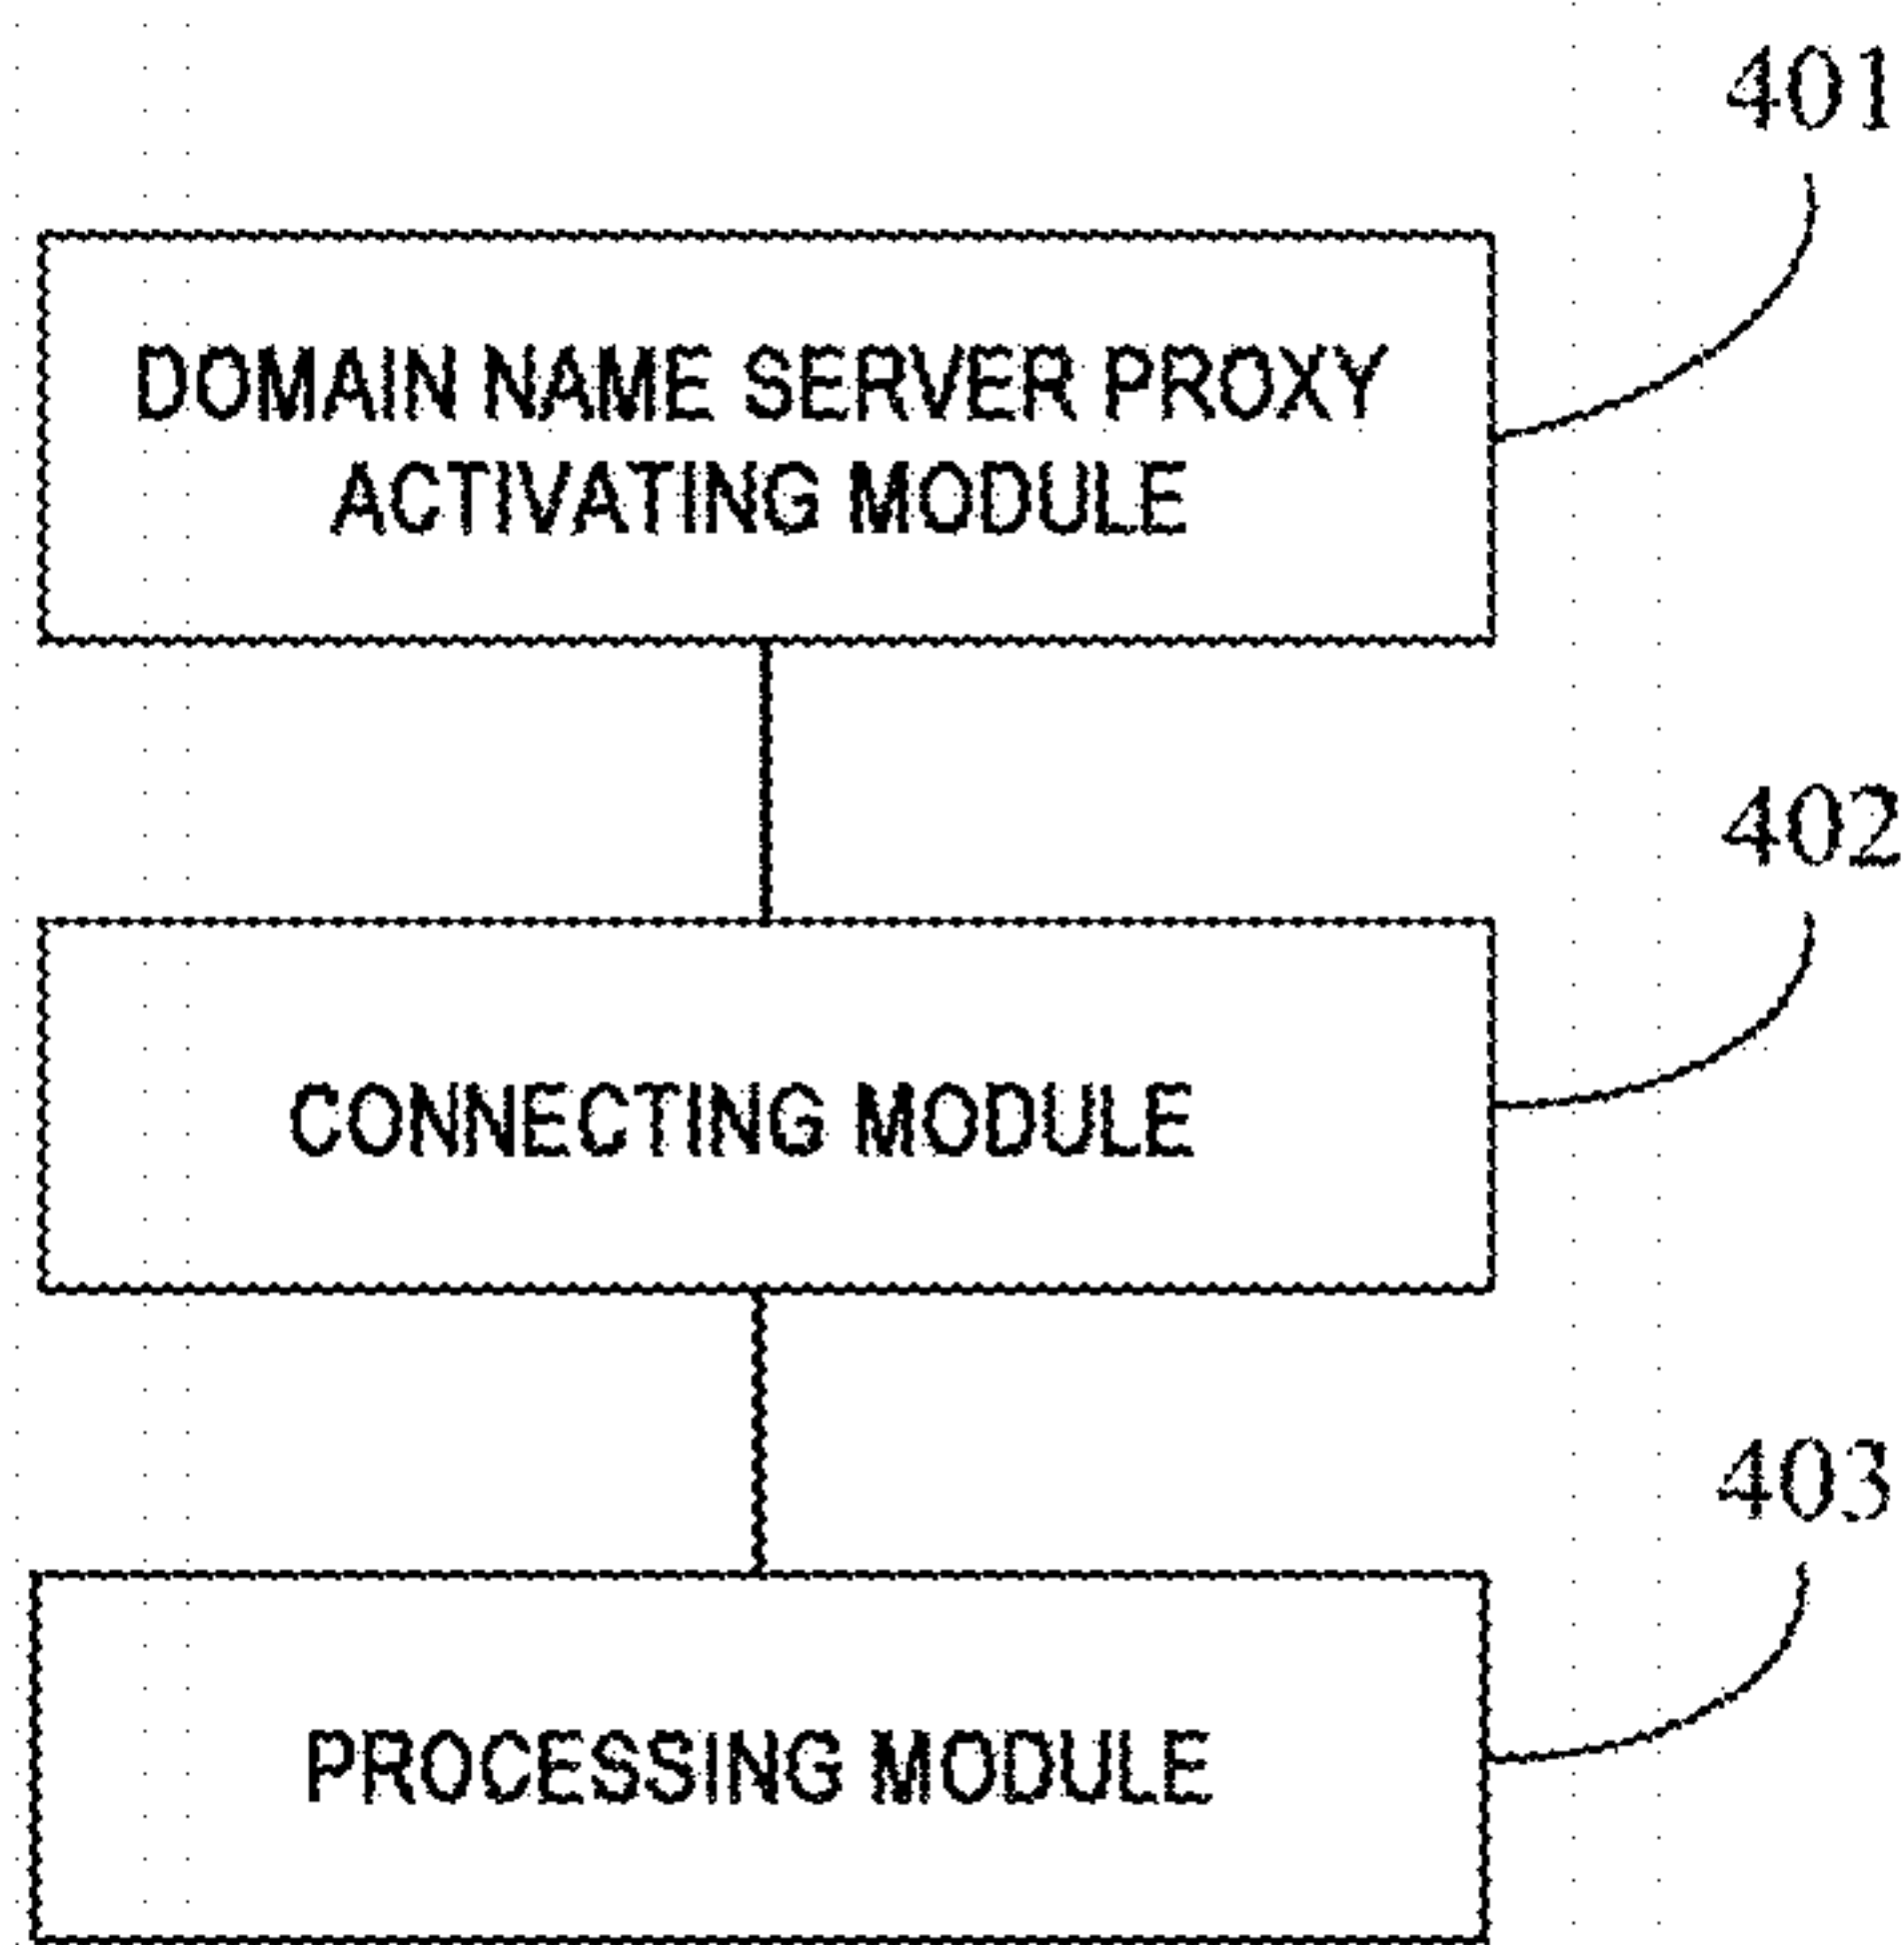 401
DOMAIN NAME SERVER PROXY
ACTIVATING MODULE
402
CONNECTING MODULE
403
PROCESSING MODULE